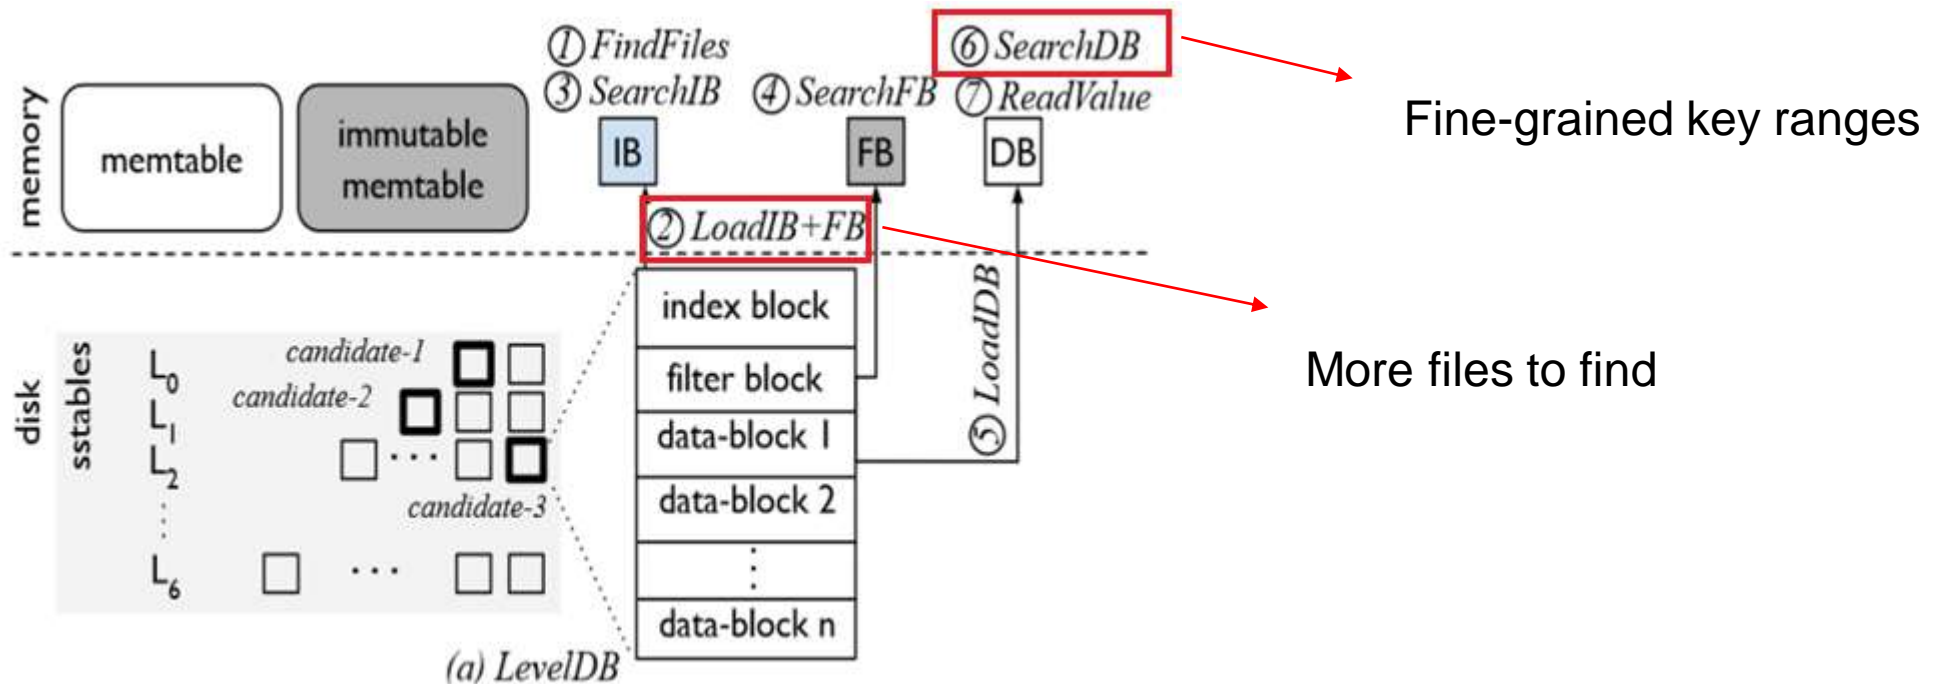 ① FindFiles
⑥ SearchDB
③ SearchIB
④ SearchFB
⑦ ReadValue
Fine-grained key ranges
memory
memtable
immutable
memtable
IB
FB
DB
② LoadIB+FB
⑤ LoadDB
More files to find
disk
sstables
L0
candidate-1
L1
candidate-2
L2
...
candidate-3
L6
...
index block
filter block
data-block 1
data-block 2
data-block n
(a) LevelDB